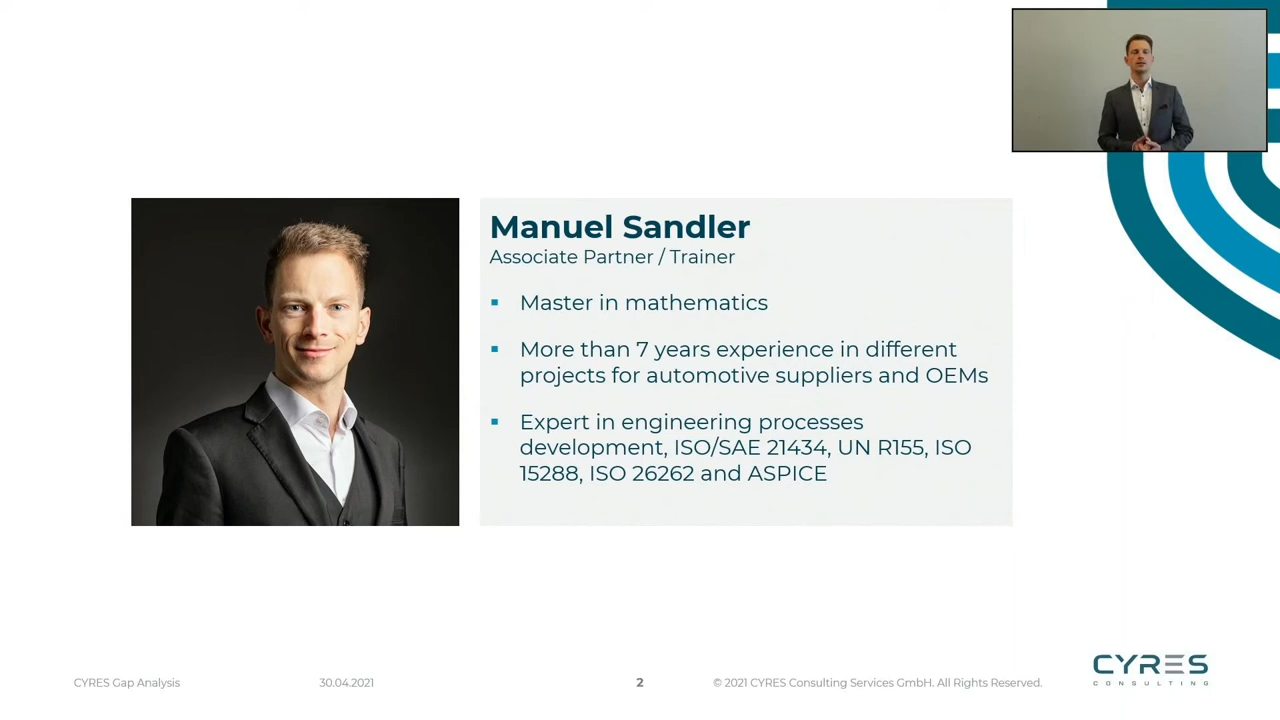 Manuel Sandler
Associate Partner / Trainer
▪ Master in mathematics
▪ More than 7 years experience in different
projects for automotive suppliers and OEMs
▪ Expert in engineering processes
development, ISO/SAE 21434, UN R155, ISO
15288, ISO 26262 and ASPICE
CYRES
CONSULTING
CYRES Gap Analysis 30.04.2021 2 © 2021 CYRES Consulting Services GmbH. All Rights Reserved.